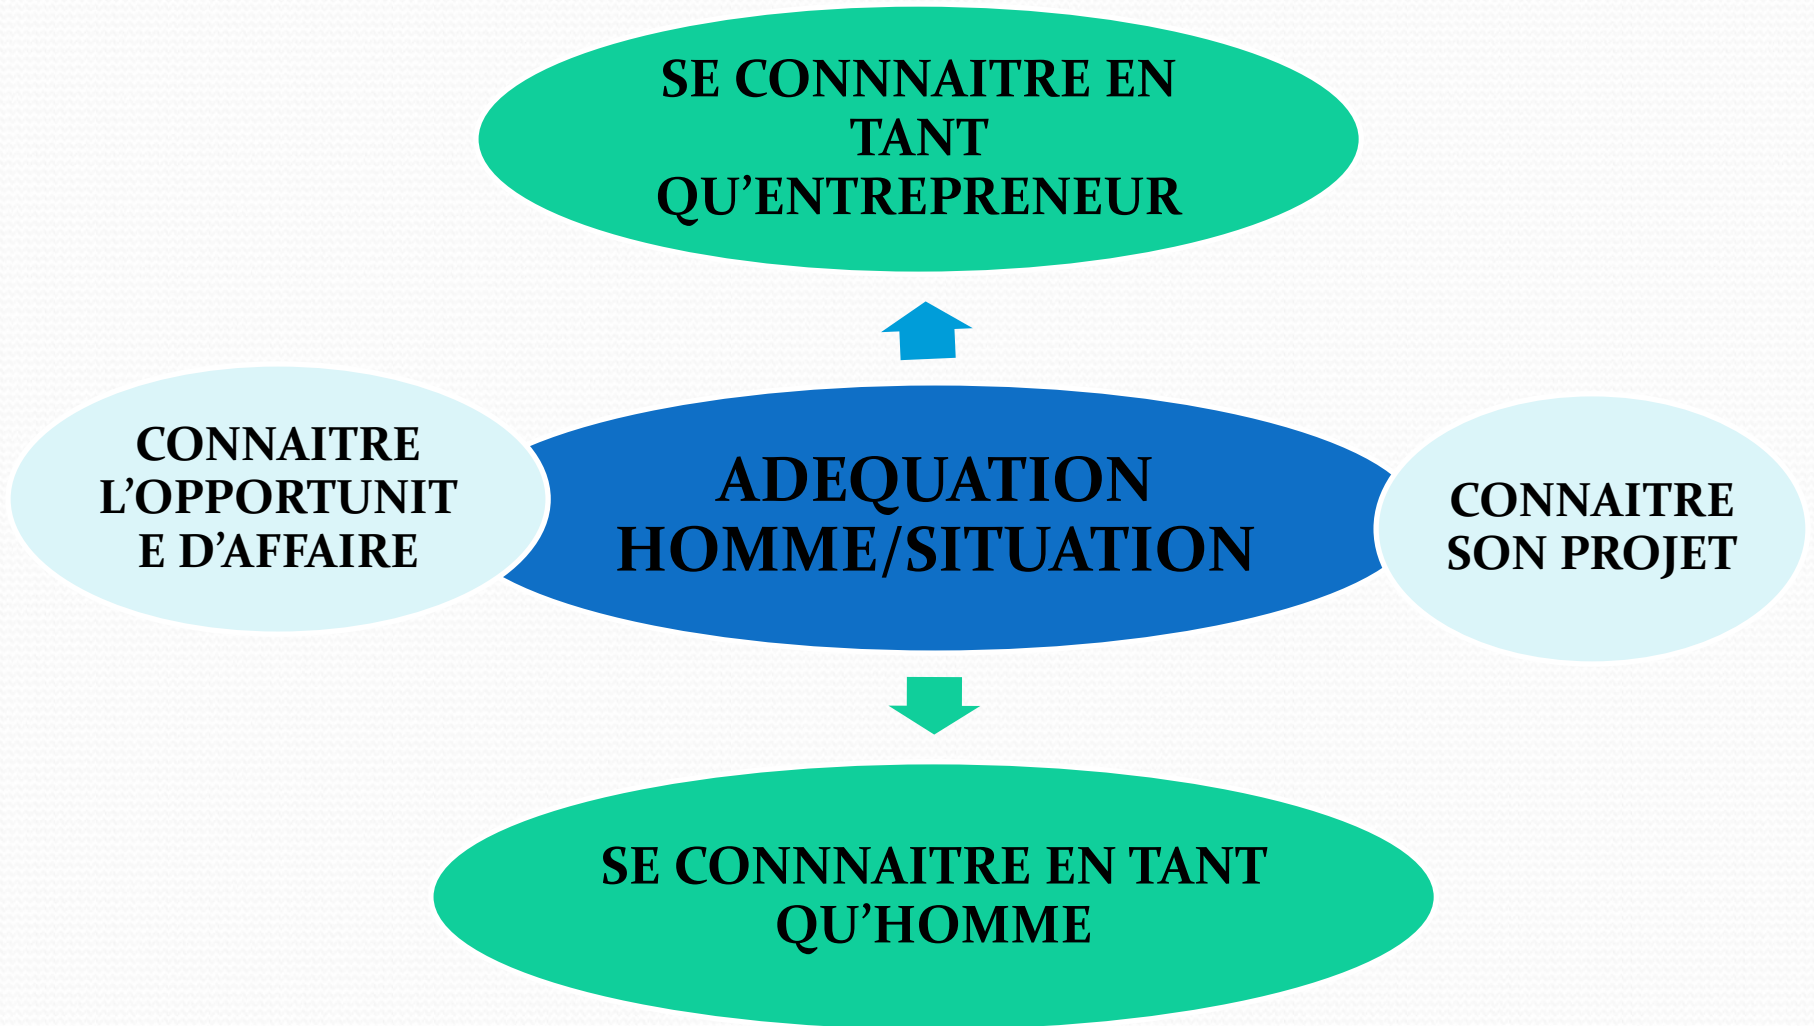 SE CONNNAITRE EN
TANT
QU’ENTREPRENEUR
CONNAITRE
L’OPPORTUNIT
E D’AFFAIRE
ADEQUATION
HOMME/SITUATION
CONNAITRE
SON PROJET
SE CONNNAITRE EN TANT
QU’HOMME